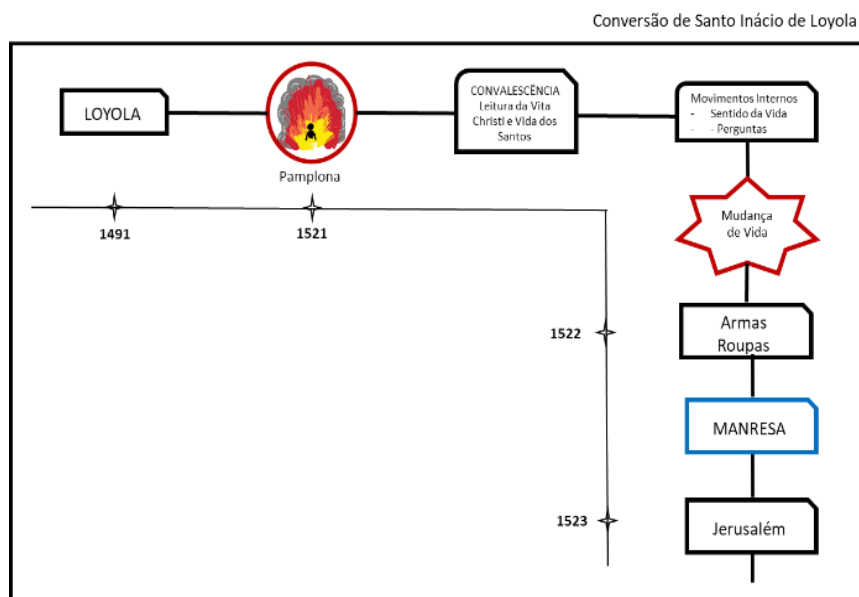 Conversão de Santo Inácio de Loyola
LOYOLA
Pamplona
CONVALESCÊNCIA
Leitura da Vita
Christi e Vida dos
Santos
Movimentos Internos
- Sentido da Vida
- - Perguntas
1491
1521
Mudança
de Vida
1522
Armas
Roupas
MANRESA
1523
Jerusalém